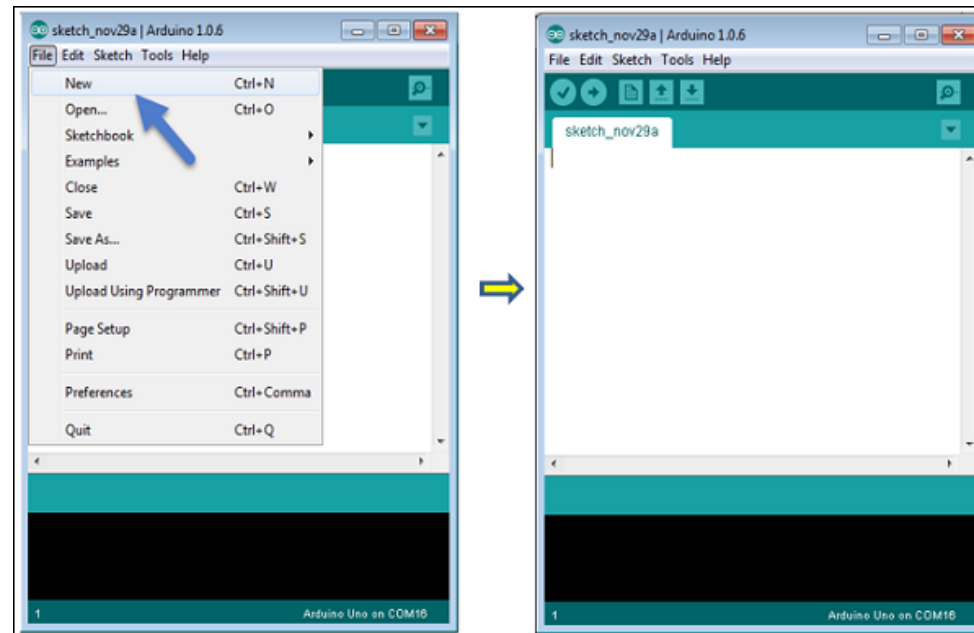 sketch_nov29a | Arduino 1.0.6
File Edit Sketch Tools Help
New Ctrl+N
Open... Ctrl+O
Sketchbook
Examples
Close Ctrl+W
Save Ctrl+S
Save As... Ctrl+Shift+S
Upload Ctrl+U
Upload Using Programmer Ctrl+Shift+U
Page Setup Ctrl+Shift+P
Print Ctrl+P
Preferences Ctrl+Comma
Quit Ctrl+Q
1 Arduino Uno on COM16
sketch_nov29a | Arduino 1.0.6
File Edit Sketch Tools Help
sketch_nov29a
1 Arduino Uno on COM16